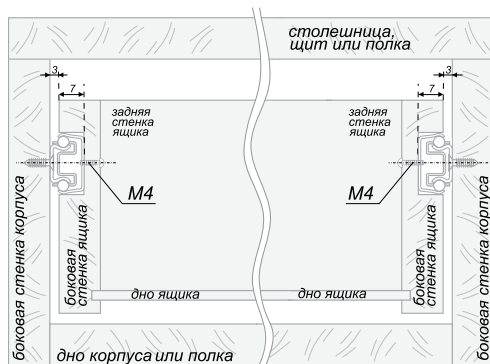 столешница,
щит или полка
3
7
7
3
задняя
стенка
ящика
задняя
стенка
ящика
M4
M4
боковая стенка корпуса
боковая
стенка ящика
боковая
стенка ящика
боковая стенка корпуса
дно ящика
дно ящика
дно корпуса или полка